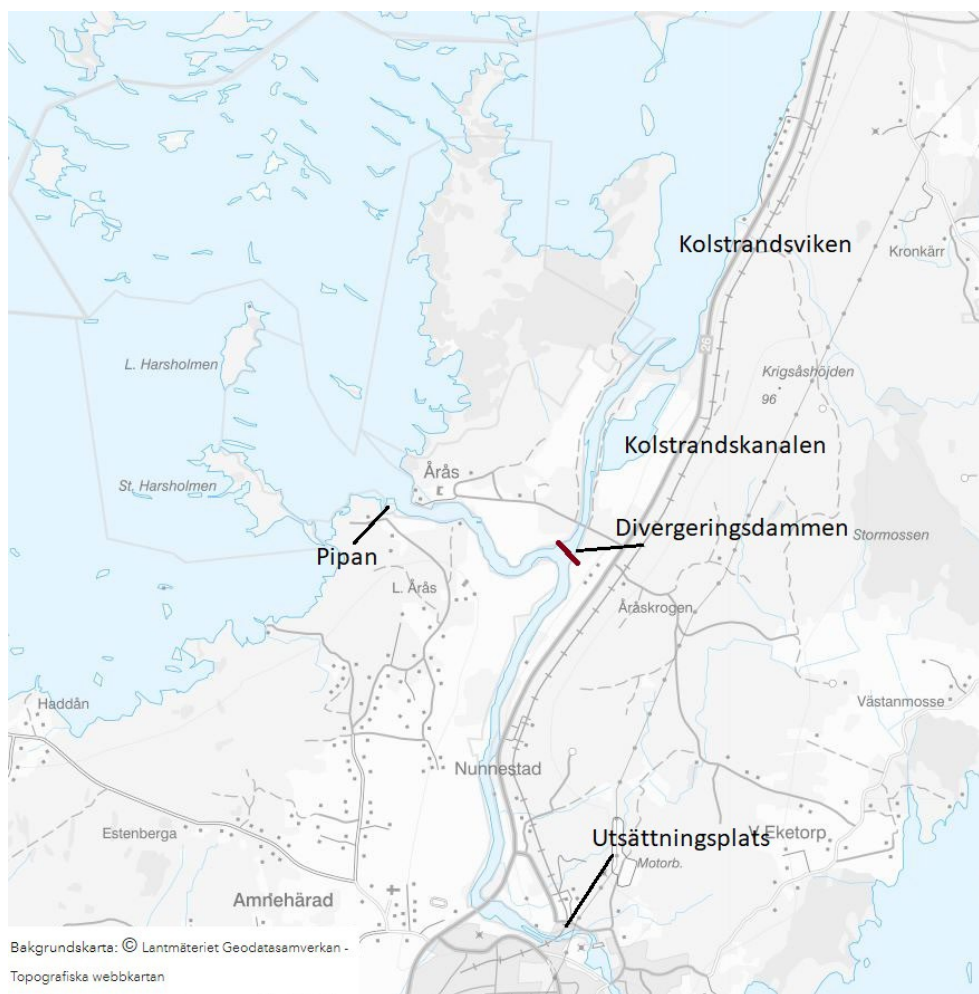 Kolstrandsviken
Kronkärr
26
L. Harsholmen
Krigsåshöjden
96
Kolstrandskanalen
Årås
St. Harsholmen
Divergeringsdammen
Stormossen
Pipan
L. Årås
Åråskrogen
Haddån
Västanmosse
Nunnestad
Estenberga
Utsättningsplats
V. Eketorp
Motorb.
Amnehärad
Bakgrundskarta: © Lantmäteriet Geodatasamverkan -
Topografiska webbkartan